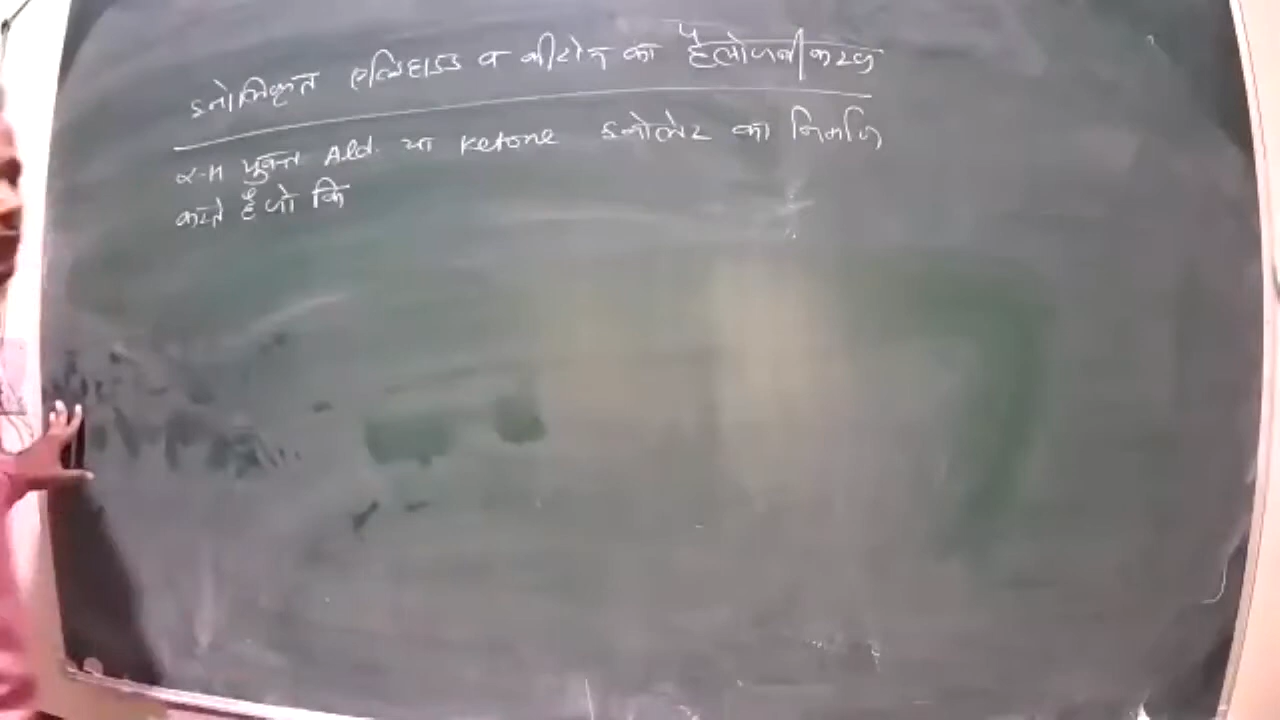 इनोलिकृत एल्डिहाइड व कीटोन का हैलोजनीकरण
α-H युक्त Ald. या Ketone इनोलेट का निर्माण
करते हैं जो कि